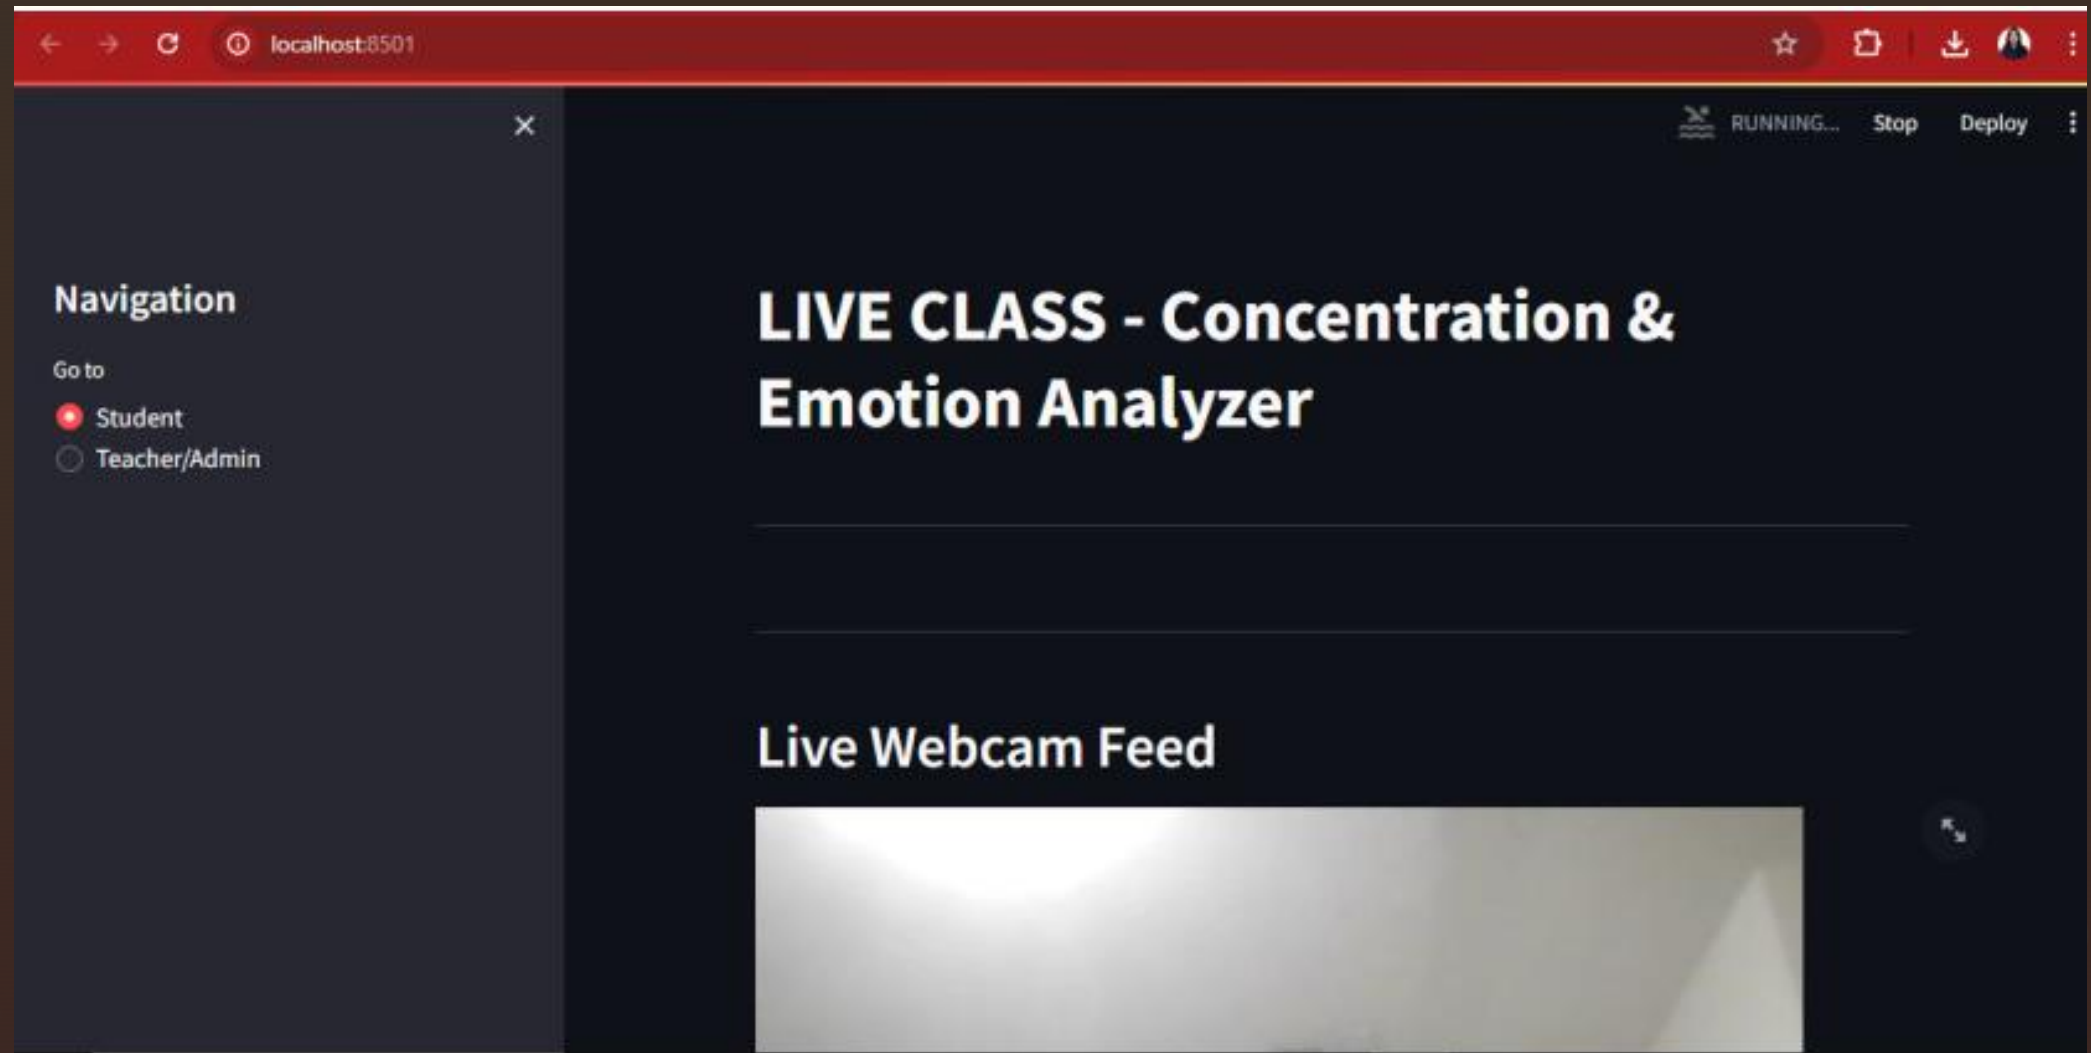 localhost:8501
RUNNING... Stop Deploy
Navigation
Go to
Student
Teacher/Admin
LIVE CLASS - Concentration &
Emotion Analyzer
Live Webcam Feed